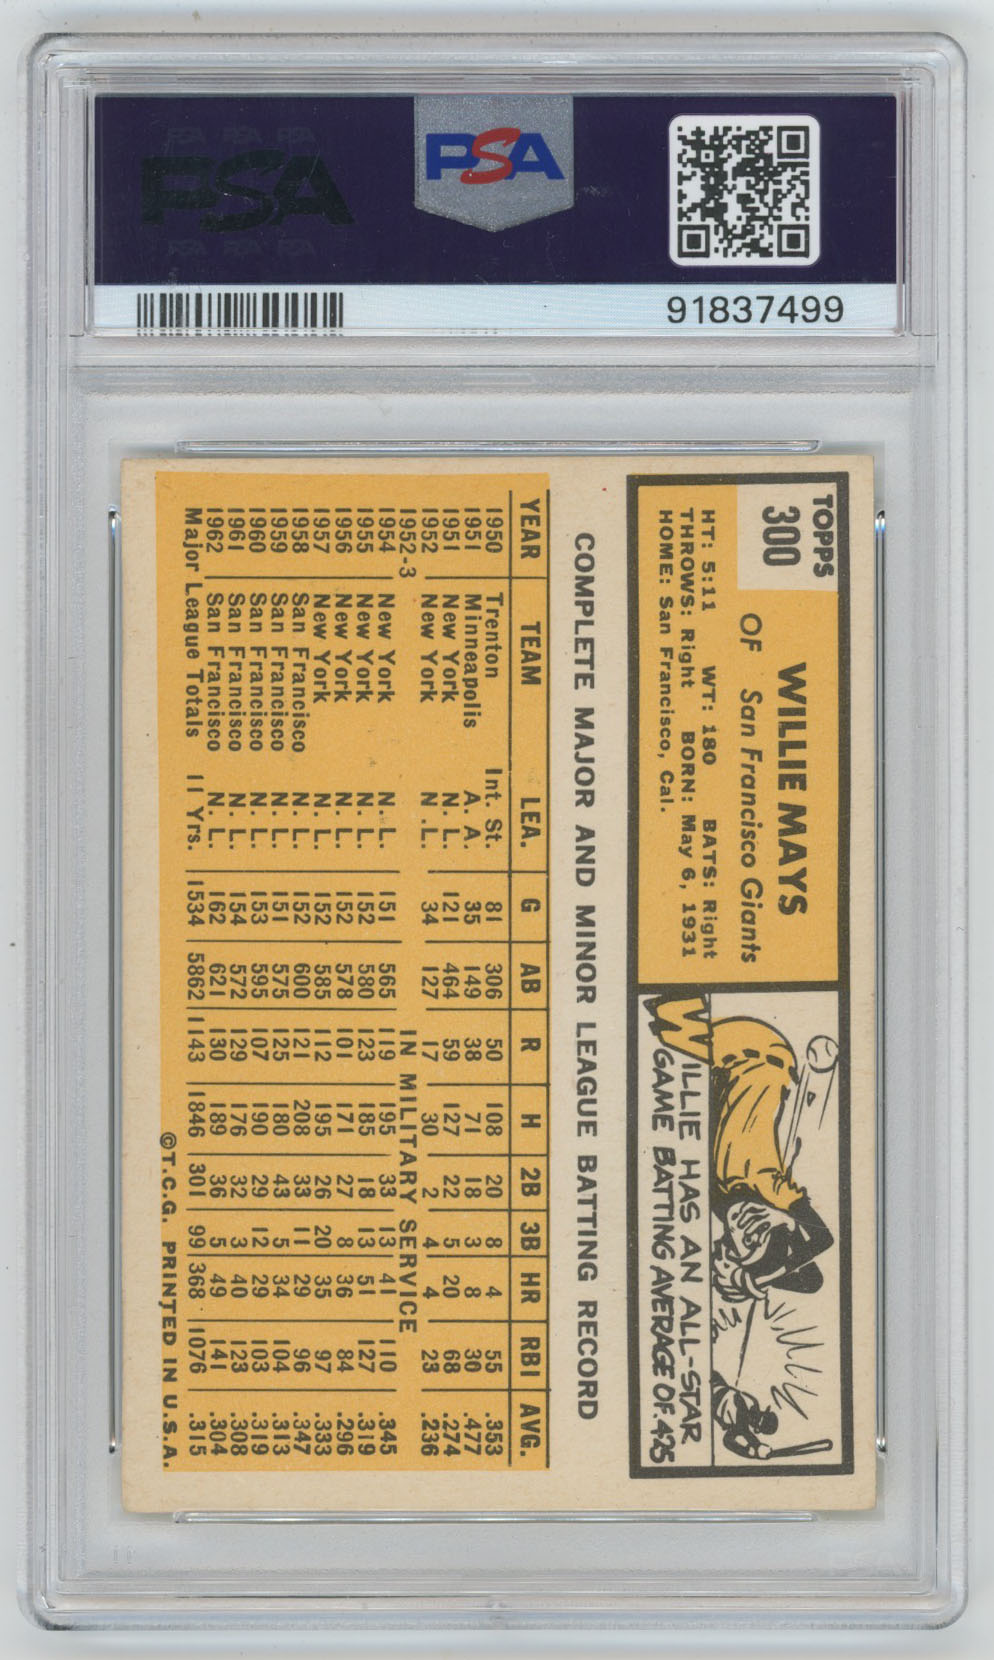 PSA
PSA PSA PSA
PSA
PSA PSA PSA
91837499
TOPPS
300
WILLIE MAYS
OF San Francisco Giants
HT: 5:11 WT: 180 BATS: Right
THROWS: Right BORN: May 6, 1931
HOME: San Francisco, Cal.
WILLIE HAS AN ALL-STAR
GAME BATTING AVERAGE OF .425
COMPLETE MAJOR AND MINOR LEAGUE BATTING RECORD
YEAR TEAM LEA. G AB R H 2B 3B HR RBI AVG.
1950 Trenton Int. St. 81 306 50 108 20 8 4 55 .353
1951 Minneapolis A. A. 35 149 38 71 18 3 8 30 .477
1951 New York N. L. 121 464 59 127 22 5 20 68 .274
1952 New York N .L. 34 127 17 30 2 4 4 23 .236
1952-3 IN MILITARY SERVICE
1954 New York N. L. 151 565 119 195 33 13 41 110 .345
1955 New York N. L. 152 580 123 185 18 13 51 127 .319
1956 New York N. L. 152 578 101 171 27 8 36 84 .296
1957 New York N. L. 152 585 112 195 26 20 35 97 .333
1958 San Francisco N. L. 152 600 121 208 33 11 29 96 .347
1959 San Francisco N. L. 151 575 125 180 43 5 34 104 .313
1960 San Francisco N. L. 153 595 107 190 29 12 29 103 .319
1961 San Francisco N. L. 154 572 129 176 32 3 40 123 .308
1962 San Francisco N. L. 162 621 130 189 36 5 49 141 .304
Major League Totals 11 Yrs. 1534 5862 1143 1846 301 99 368 1076 .315
©T.C.G. PRINTED IN U.S.A.